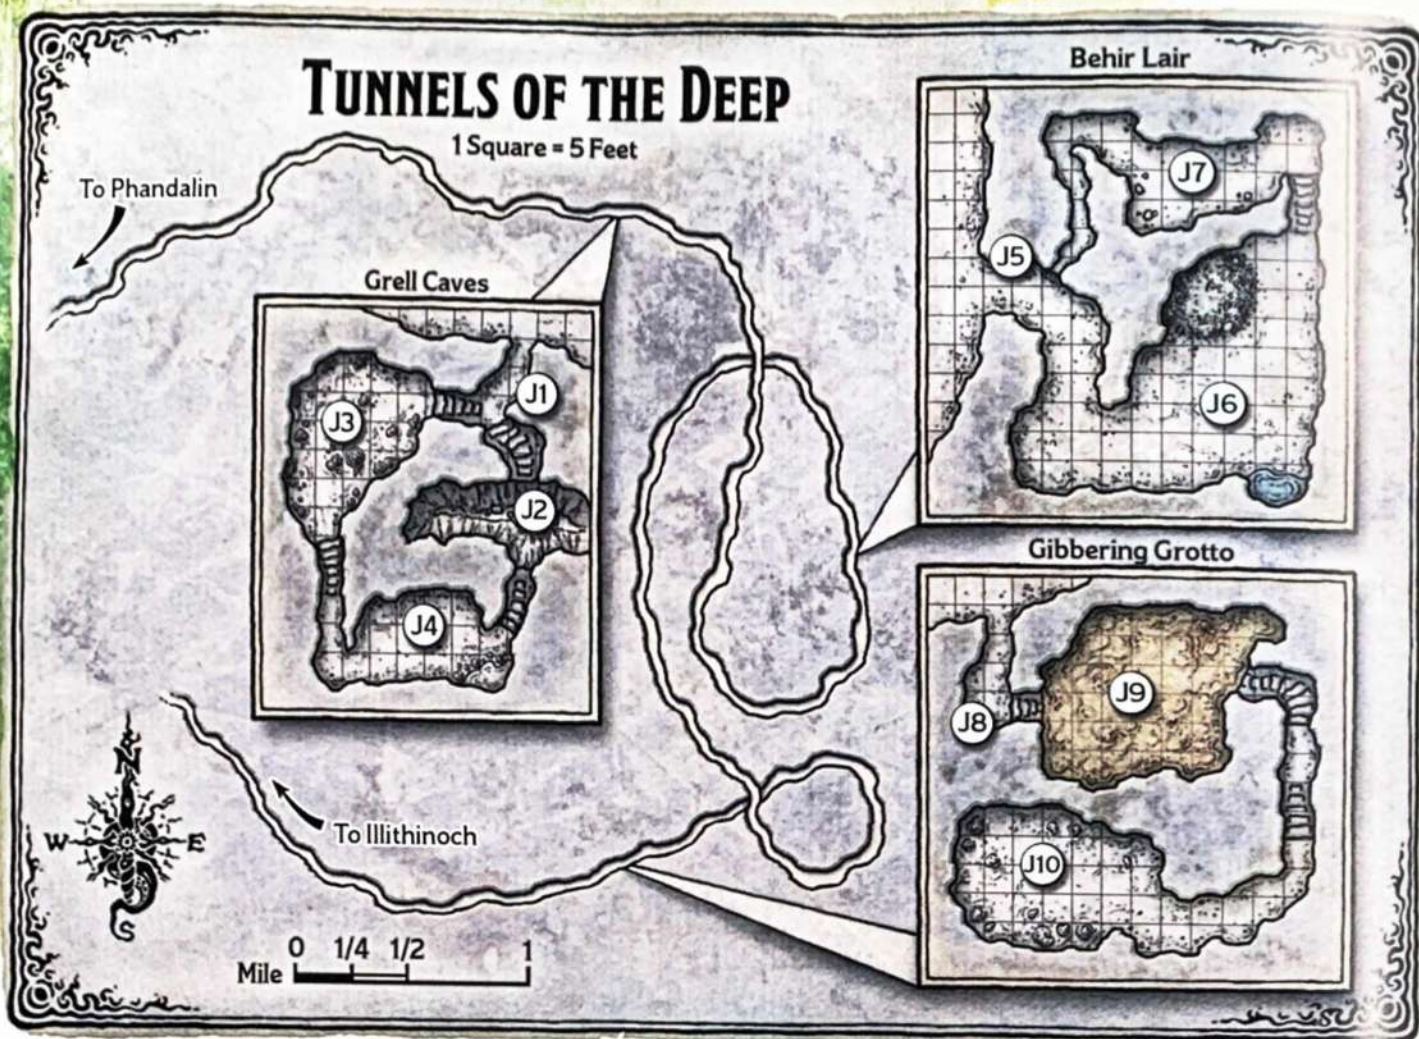 TUNNELS OF THE DEEP
1 Square = 5 Feet
To Phandalin
Grell Caves
J1
J3
J2
J4
Behir Lair
J7
J5
J6
Gibbering Grotto
J9
J8
J10
N
W
E
S
To Illithinoch
0 1/4 1/2 1
Mile